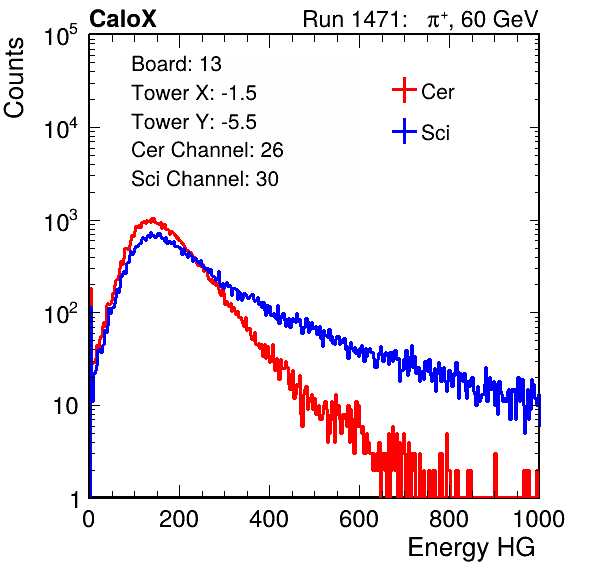 CaloX Run 1471: π⁺, 60 GeV
Counts
10⁵
10⁴
10³
10²
10
1
Board: 13
Tower X: -1.5
Tower Y: -5.5
Cer Channel: 26
Sci Channel: 30
Cer
Sci
0 200 400 600 800 1000
Energy HG